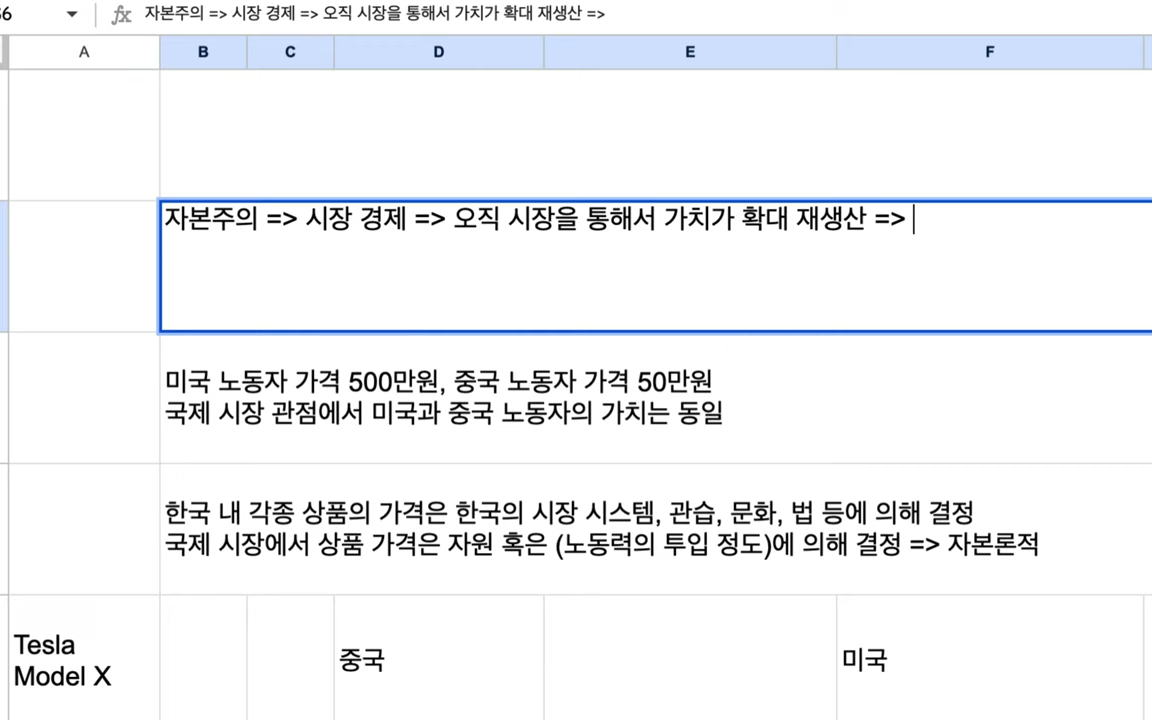 자본주의 => 시장 경제 => 오직 시장을 통해서 가치가 확대 재생산 =>
A B C D E F
자본주의 => 시장 경제 => 오직 시장을 통해서 가치가 확대 재생산 =>
미국 노동자 가격 500만원, 중국 노동자 가격 50만원
국제 시장 관점에서 미국과 중국 노동자의 가치는 동일
한국 내 각종 상품의 가격은 한국의 시장 시스템, 관습, 문화, 법 등에 의해 결정
국제 시장에서 상품 가격은 자원 혹은 (노동력의 투입 정도)에 의해 결정 => 자본론적
Tesla
Model X
중국
미국